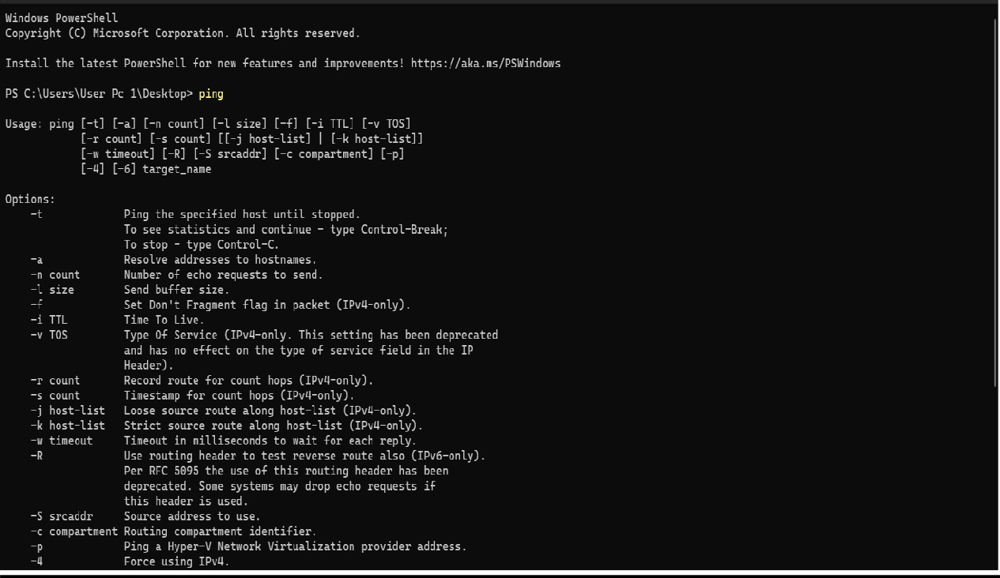 Windows PowerShell
Copyright (C) Microsoft Corporation. All rights reserved.
Install the latest PowerShell for new features and improvements! https://aka.ms/PSWindows
PS C:\Users\User Pc 1\Desktop> ping
Usage: ping [-t] [-a] [-n count] [-l size] [-f] [-i TTL] [-v TOS]
            [-r count] [-s count] [[-j host-list] | [-k host-list]]
            [-w timeout] [-R] [-S srcaddr] [-c compartment] [-p]
            [-4] [-6] target_name
Options:
    -t             Ping the specified host until stopped.
                   To see statistics and continue - type Control-Break;
                   To stop - type Control-C.
    -a             Resolve addresses to hostnames.
    -n count       Number of echo requests to send.
    -l size        Send buffer size.
    -f             Set Don't Fragment flag in packet (IPv4-only).
    -i TTL         Time To Live.
    -v TOS         Type Of Service (IPv4-only. This setting has been deprecated
                   and has no effect on the type of service field in the IP
                   Header).
    -r count       Record route for count hops (IPv4-only).
    -s count       Timestamp for count hops (IPv4-only).
    -j host-list   Loose source route along host-list (IPv4-only).
    -k host-list   Strict source route along host-list (IPv4-only).
    -w timeout     Timeout in milliseconds to wait for each reply.
    -R             Use routing header to test reverse route also (IPv6-only).
                   Per RFC 5095 the use of this routing header has been
                   deprecated. Some systems may drop echo requests if
                   this header is used.
    -S srcaddr     Source address to use.
    -c compartment Routing compartment identifier.
    -p             Ping a Hyper-V Network Virtualization provider address.
    -4             Force using IPv4.